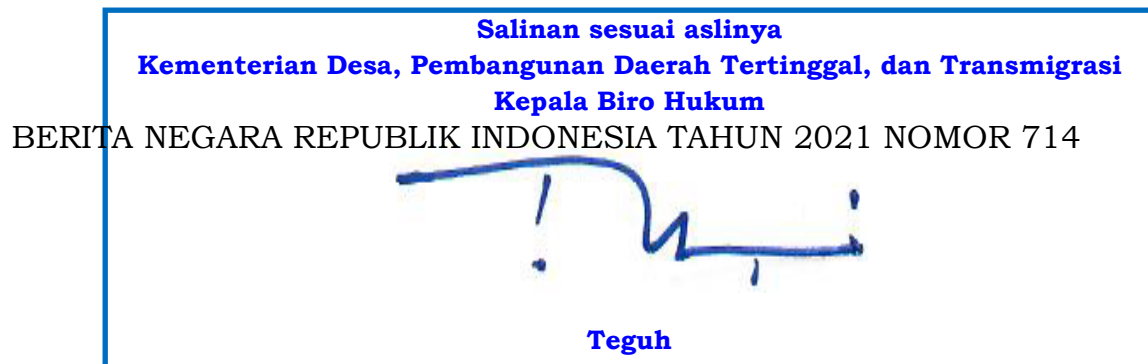 Salinan sesuai aslinya
Kementerian Desa, Pembangunan Daerah Tertinggal, dan Transmigrasi
Kepala Biro Hukum
BERITA NEGARA REPUBLIK INDONESIA TAHUN 2021 NOMOR 714
Teguh